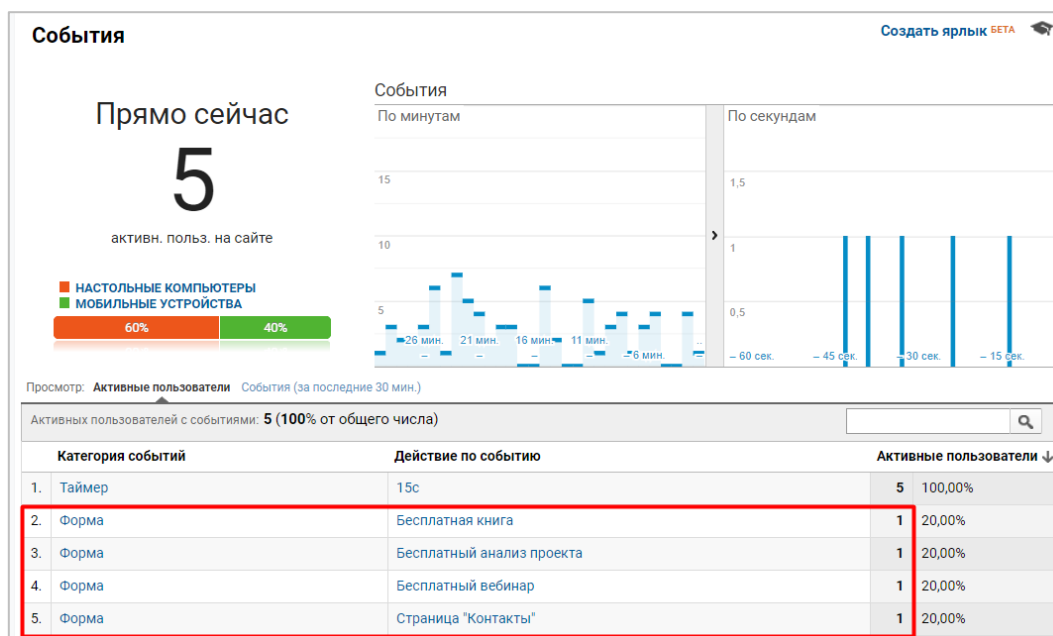 События
Создать ярлык БЕТА
Прямо сейчас
5
активн. польз. на сайте
НАСТОЛЬНЫЕ КОМПЬЮТЕРЫ
МОБИЛЬНЫЕ УСТРОЙСТВА
60% 40%
События
По минутам
15
10
5
–26 мин. 21 мин. 16 мин. 11 мин. ..
– – – – – 6 мин. –
По секундам
1,5
1
0,5
– 60 сек. – 45 сек. – 30 сек. – 15 сек.
Просмотр: Активные пользователи События (за последние 30 мин.)
Активных пользователей с событиями: 5 (100% от общего числа)
Категория событий Действие по событию Активные пользователи
1. Таймер 15с 5 100,00%
2. Форма Бесплатная книга 1 20,00%
3. Форма Бесплатный анализ проекта 1 20,00%
4. Форма Бесплатный вебинар 1 20,00%
5. Форма Страница "Контакты" 1 20,00%